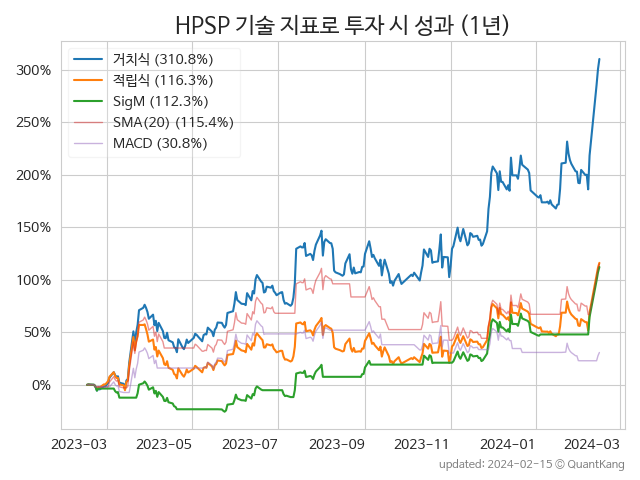 HPSP 기술 지표로 투자 시 성과 (1년)
거치식 (310.8%)
적립식 (116.3%)
SigM (112.3%)
SMA(20) (115.4%)
MACD (30.8%)
300%
250%
200%
150%
100%
50%
0%
2023-03 2023-05 2023-07 2023-09 2023-11 2024-01 2024-03
updated: 2024-02-15 © QuantKang